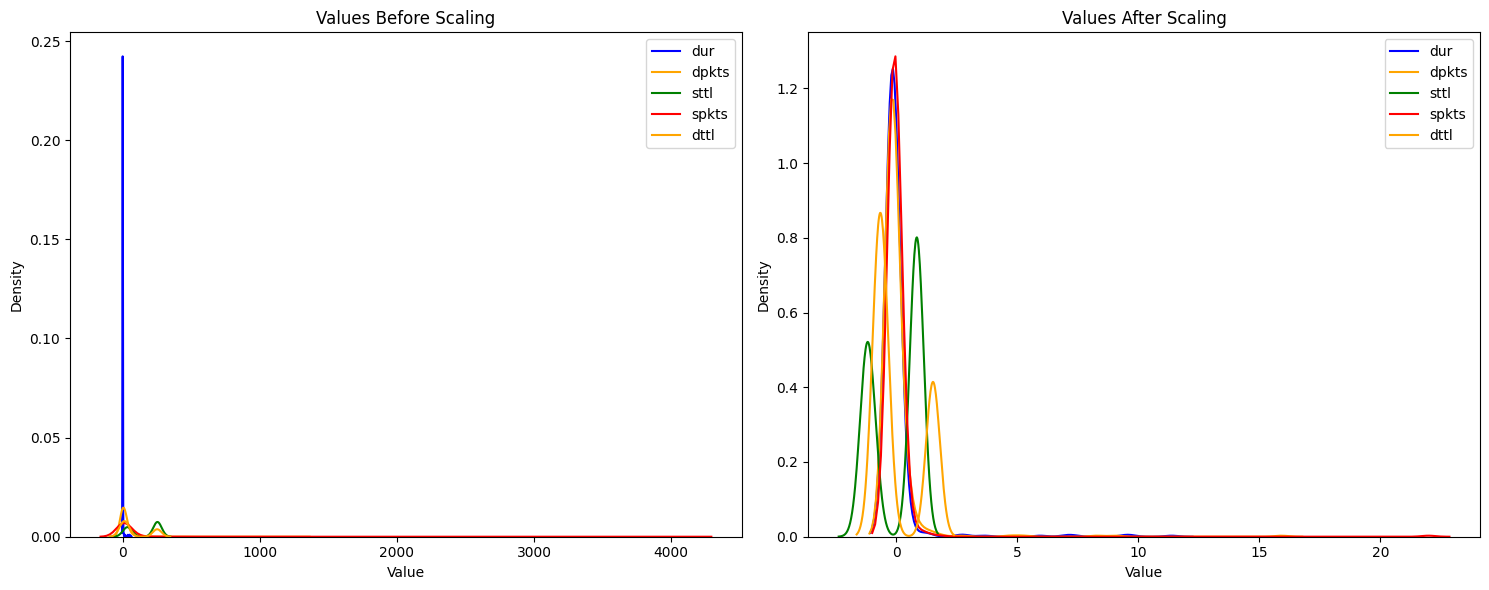 Values Before Scaling
0.25
0.20
0.15
0.10
0.05
0.00
Density
0
1000
2000
3000
4000
Value
dur
dpkts
sttl
spkts
dttl
Values After Scaling
1.2
1.0
0.8
0.6
0.4
0.2
0.0
Density
0
5
10
15
20
Value
dur
dpkts
sttl
spkts
dttl